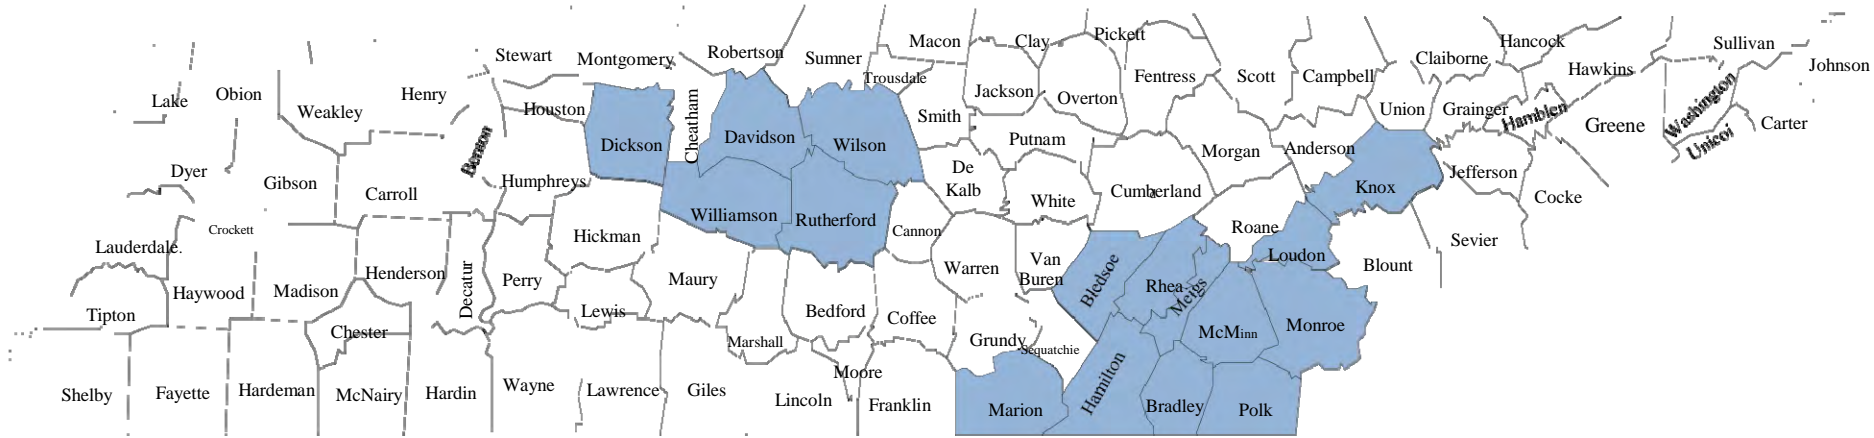 Stewart
Montgomery
Robertson
Sumner
Macon
Clay
Pickett
Hancock
Sullivan
Trousdale
Fentress
Scott
Campbell
Claiborne
Hawkins
Johnson
Lake
Obion
Weakley
Henry
Houston
Cheatham
Smith
Jackson
Overton
Union
Grainger
Hamblen
Greene
Washington
Carter
Unicoi
Benton
Dickson
Davidson
Wilson
Putnam
Morgan
Anderson
Jefferson
Dyer
Gibson
Carroll
Humphreys
De
Kalb
White
Cumberland
Knox
Cocke
Crockett
Williamson
Rutherford
Cannon
Roane
Sevier
Lauderdale.
Hickman
Henderson
Decatur
Perry
Maury
Warren
Van
Buren
Bledsoe
Rhea
Meigs
Loudon
Blount
Haywood
Madison
Tipton
Chester
Lewis
Bedford
Coffee
Grundy
Sequatchie
McMinn
Monroe
Marshall
Moore
Shelby
Fayette
Hardeman
McNairy
Hardin
Wayne
Lawrence
Giles
Lincoln
Franklin
Marion
Hamilton
Bradley
Polk